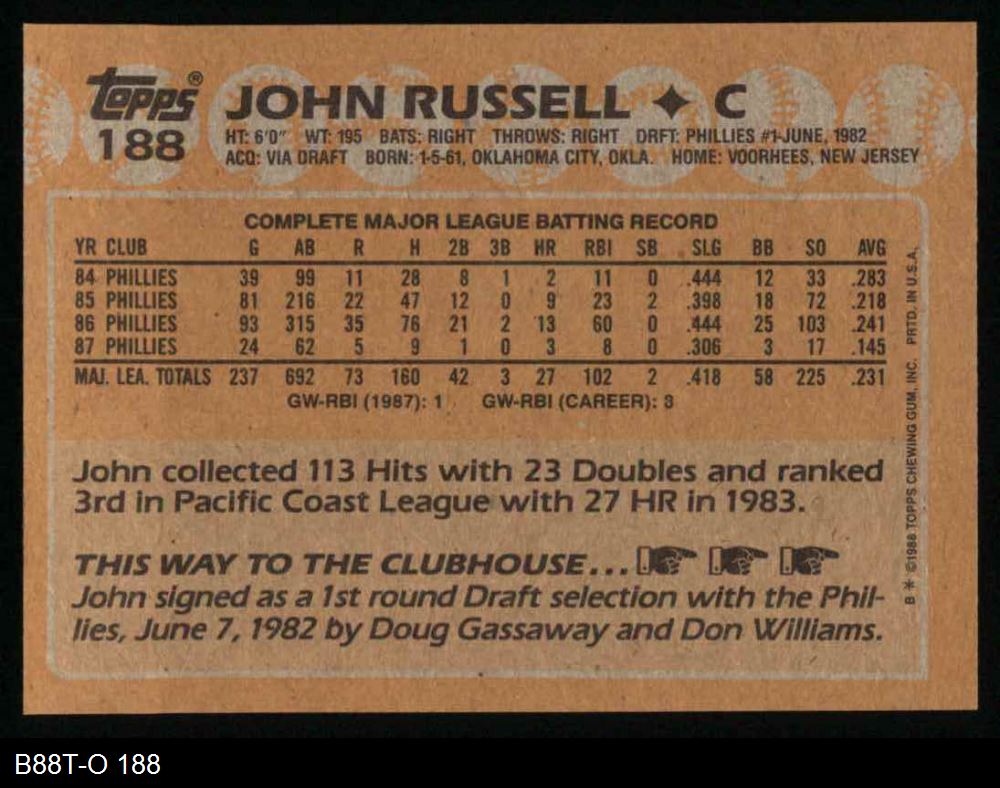 topps®
188
JOHN RUSSELL ✦ C
HT: 6'0" WT: 195 BATS: RIGHT THROWS: RIGHT DRFT: PHILLIES #1-JUNE, 1982
ACQ: VIA DRAFT BORN: 1-5-61, OKLAHOMA CITY, OKLA. HOME: VOORHEES, NEW JERSEY
COMPLETE MAJOR LEAGUE BATTING RECORD
YR CLUB G AB R H 2B 3B HR RBI SB SLG BB SO AVG
84 PHILLIES 39 99 11 28 8 1 2 11 0 .444 12 33 .283
85 PHILLIES 81 216 22 47 12 0 9 23 2 .398 18 72 .218
86 PHILLIES 93 315 35 76 21 2 13 60 0 .444 25 103 .241
87 PHILLIES 24 62 5 9 1 0 3 8 0 .306 3 17 .145
MAJ. LEA. TOTALS 237 692 73 160 42 3 27 102 2 .418 58 225 .231
GW-RBI (1987): 1 GW-RBI (CAREER): 3
John collected 113 Hits with 23 Doubles and ranked
3rd in Pacific Coast League with 27 HR in 1983.
THIS WAY TO THE CLUBHOUSE...
John signed as a 1st round Draft selection with the Phil-
lies, June 7, 1982 by Doug Gassaway and Don Williams.
B * ©1988 TOPPS CHEWING GUM, INC. PRTD. IN U.S.A.
B88T-O 188